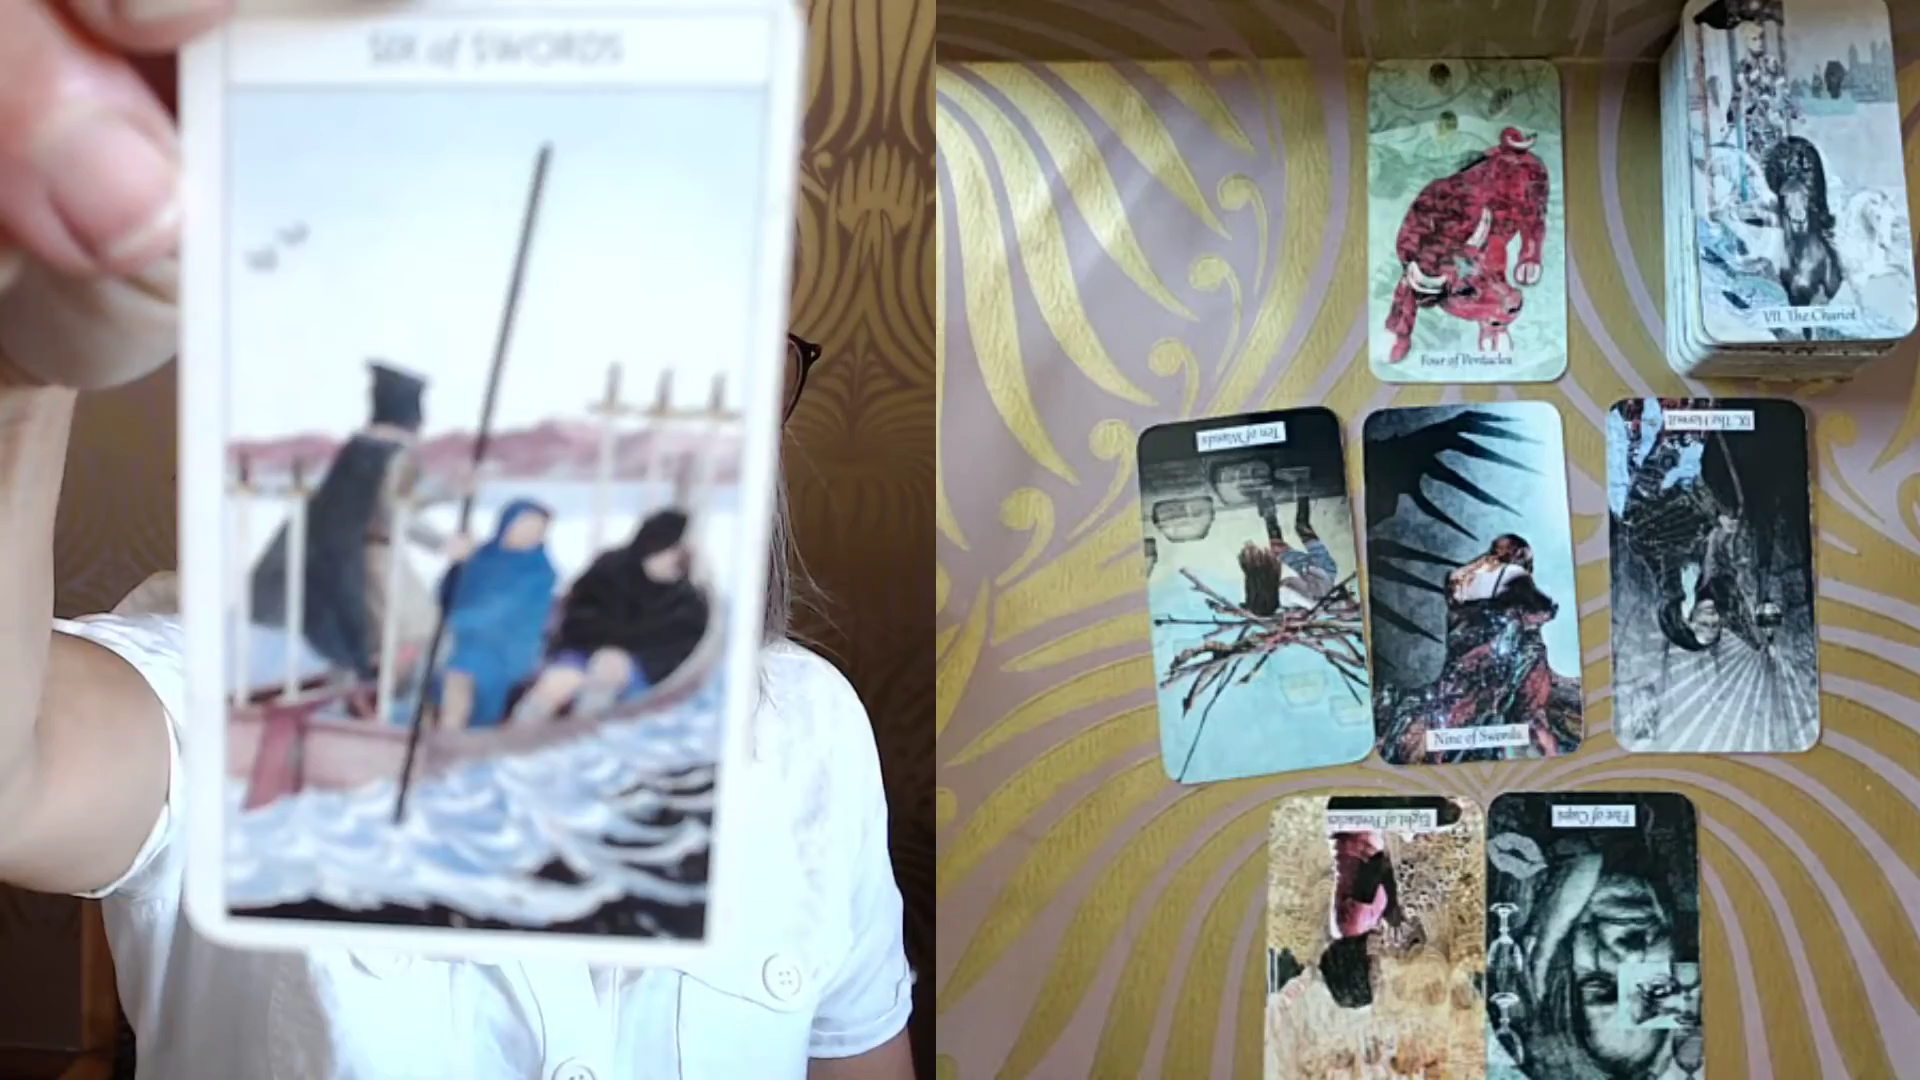 SIX of SWORDS
VII. The Chariot
Four of Pentacles
Ten of Wands
IX. The Hermit
Nine of Swords
Eight of Pentacles
Five of Cups